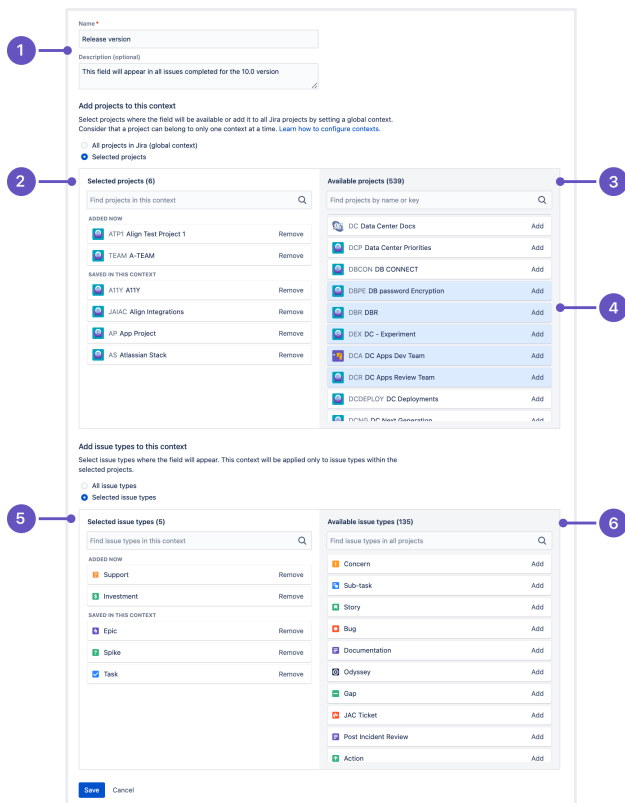 Name *
Release version
1
Description (optional)
This field will appear in all issues completed for the 10.0 version
Add projects to this context
Select projects where the field will be available or add it to all Jira projects by setting a global context.
Consider that a project can belong to only one context at a time. Learn how to configure contexts.
All projects in Jira (global context)
Selected projects
2
Selected projects (6)
Find projects in this context
ADDED NOW
ATP1 Align Test Project 1 Remove
TEAM A-TEAM Remove
SAVED IN THIS CONTEXT
A11Y A11Y Remove
JAIAC Align Integrations Remove
AP App Project Remove
AS Atlassian Stack Remove
Available projects (539)
3
Find projects by name or key
DC Data Center Docs Add
DCP Data Center Priorities Add
DBCON DB CONNECT Add
DBPE DB password Encryption Add
4
DBR DBR Add
DEX DC - Experiment Add
DCA DC Apps Dev Team Add
DCR DC Apps Review Team Add
DCDEPLOY DC Deployments Add
DCNG DC Next Generation Add
Add issue types to this context
Select issue types where the field will appear. This context will be applied only to issue types within the
selected projects.
All issue types
Selected issue types
5
Selected issue types (5)
Find issue types in this context
ADDED NOW
Support Remove
Investment Remove
SAVED IN THIS CONTEXT
Epic Remove
Spike Remove
Task Remove
Available issue types (135)
6
Find issue types in all projects
Concern Add
Sub-task Add
Story Add
Bug Add
Documentation Add
Odyssey Add
Gap Add
JAC Ticket Add
Post Incident Review Add
Action Add
Save Cancel